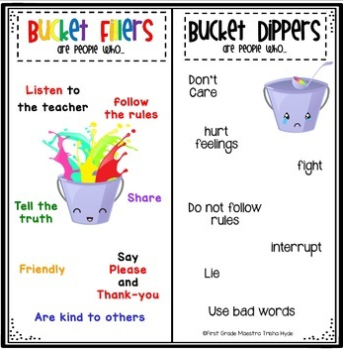 Bucket Fillers
are people who...
Listen to
the teacher
Follow
the rules
Share
Tell the
truth
Friendly
Say
Please
and
Thank-you
Are kind to others
Bucket Dippers
are people who...
Don't
Care
hurt
feelings
fight
Do not follow
rules
interrupt
Lie
Use bad words
©First Grade Maestra Trisha Hyde